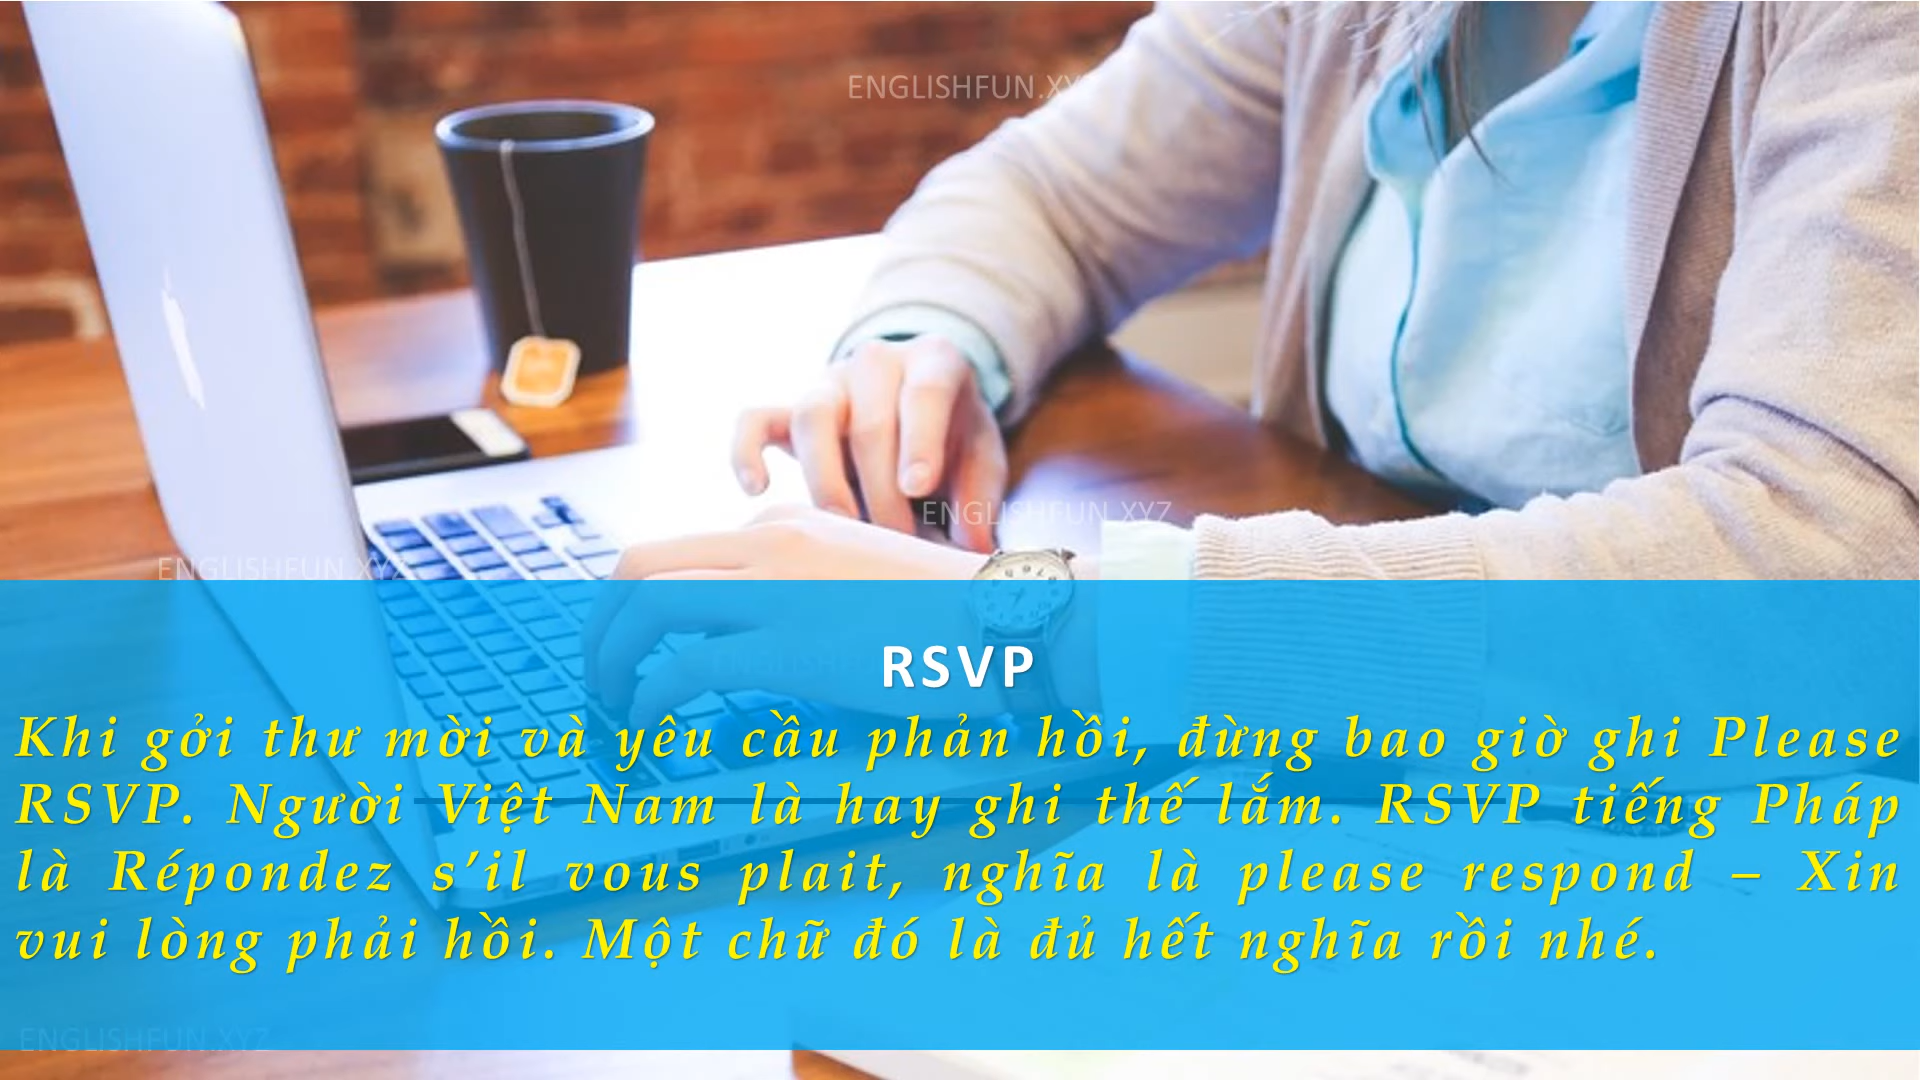 ENGLISHFUN.XYZ
ENGLISHFUN.XYZ
ENGLISHFUN.XYZ
RSVP
Khi gởi thư mời và yêu cầu phản hồi, đừng bao giờ ghi Please
RSVP. Người Việt Nam là hay ghi thế lắm. RSVP tiếng Pháp
là Répondez s’il vous plait, nghĩa là please respond – Xin
vui lòng phải hồi. Một chữ đó là đủ hết nghĩa rồi nhé.
ENGLISHFUN.XYZ